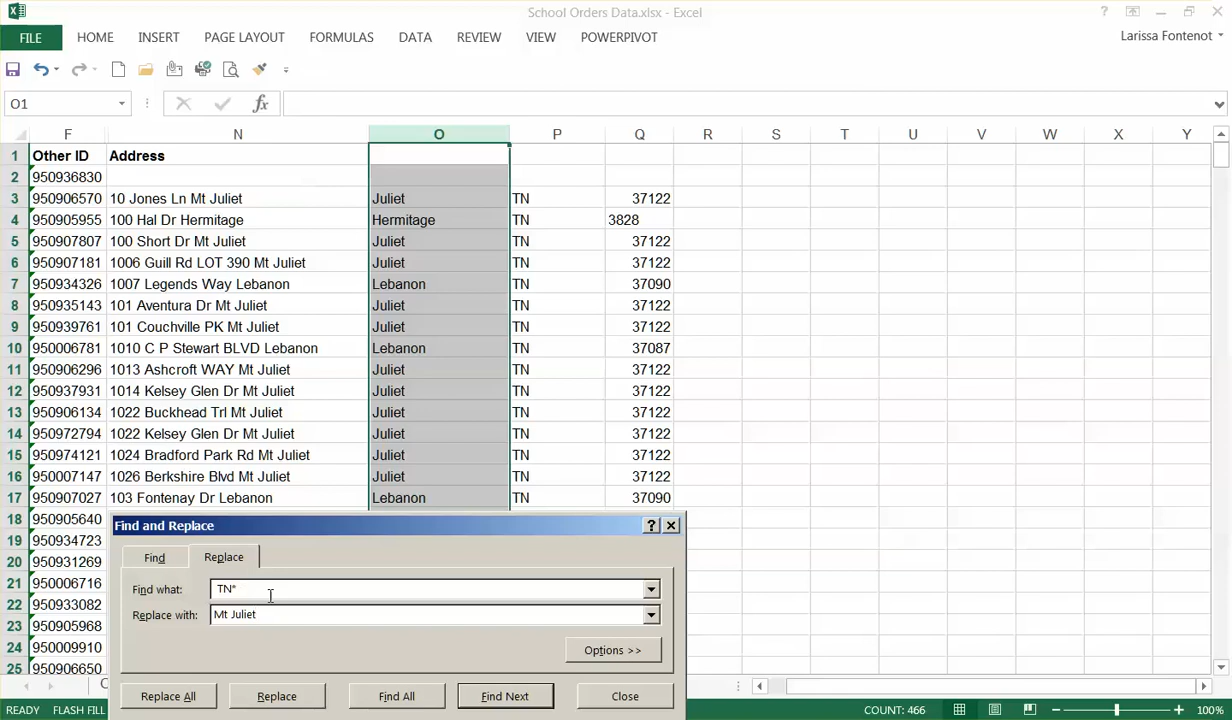 School Orders Data.xlsx - Excel
FILE HOME INSERT PAGE LAYOUT FORMULAS DATA REVIEW VIEW POWERPIVOT Larissa Fontenot
O1 fx
F N O P Q R S T U V W X Y
1 Other ID Address
2 950936830
3 950906570 10 Jones Ln Mt Juliet Juliet TN 37122
4 950905955 100 Hal Dr Hermitage Hermitage TN 3828
5 950907807 100 Short Dr Mt Juliet Juliet TN 37122
6 950907181 1006 Guill Rd LOT 390 Mt Juliet Juliet TN 37122
7 950934326 1007 Legends Way Lebanon Lebanon TN 37090
8 950935143 101 Aventura Dr Mt Juliet Juliet TN 37122
9 950939761 101 Couchville PK Mt Juliet Juliet TN 37122
10 950006781 1010 C P Stewart BLVD Lebanon Lebanon TN 37087
11 950906296 1013 Ashcroft WAY Mt Juliet Juliet TN 37122
12 950937931 1014 Kelsey Glen Dr Mt Juliet Juliet TN 37122
13 950906134 1022 Buckhead Trl Mt Juliet Juliet TN 37122
14 950972794 1022 Kelsey Glen Dr Mt Juliet Juliet TN 37122
15 950974121 1024 Bradford Park Rd Mt Juliet Juliet TN 37122
16 950007147 1026 Berkshire Blvd Mt Juliet Juliet TN 37122
17 950907027 103 Fontenay Dr Lebanon Lebanon TN 37090
18 950905640
19 950934723
20 950931269
21 950006716
22 950933082
23 950905968
24 950009910
25 950906650
Find and Replace
Find Replace
Find what: TN*
Replace with: Mt Juliet
Options >>
Replace All Replace Find All Find Next Close
READY FLASH FILL COUNT: 466 100%